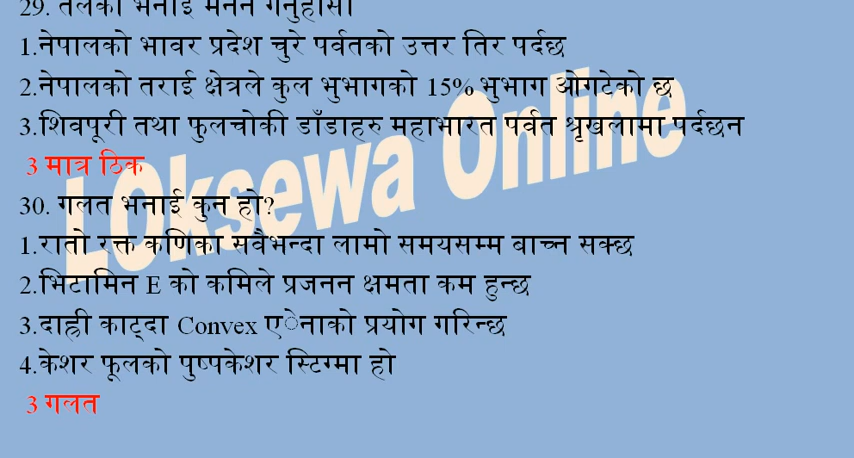 29. तलका भनाई मनन गर्नुहोस।
1.नेपालको भावर प्रदेश चुरे पर्वतको उत्तर तिर पर्दछ
2.नेपालको तराई क्षेत्रले कुल भुभागको 15% भुभाग ओगटेको छ
3.शिवपूरी तथा फुलचोकी डाँडाहरु महाभारत पर्वत श्रृखलामा पर्दछन
3 मात्र ठिक
30. गलत भनाई कुन हो?
1.रातो रक्त कणिका सवैभन्दा लामो समयसम्म बाच्न सक्छ
2.भिटामिन E को कमिले प्रजनन क्षमता कम हुन्छ
3.दाह्री काट्दा Convex एेनाको प्रयोग गरिन्छ
4.केशर फूलको पुष्पकेशर स्टिग्मा हो
3 गलत
LOksewa Online